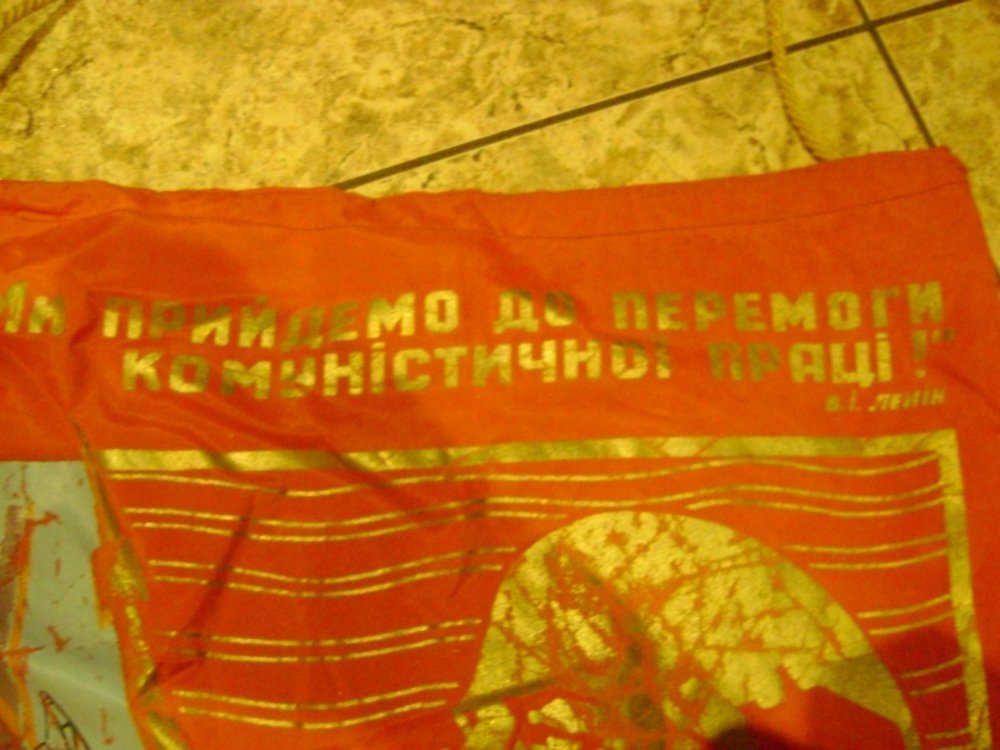 Ми прийдемо до перемоги
комуністичної праці!"
В.І. Ленін